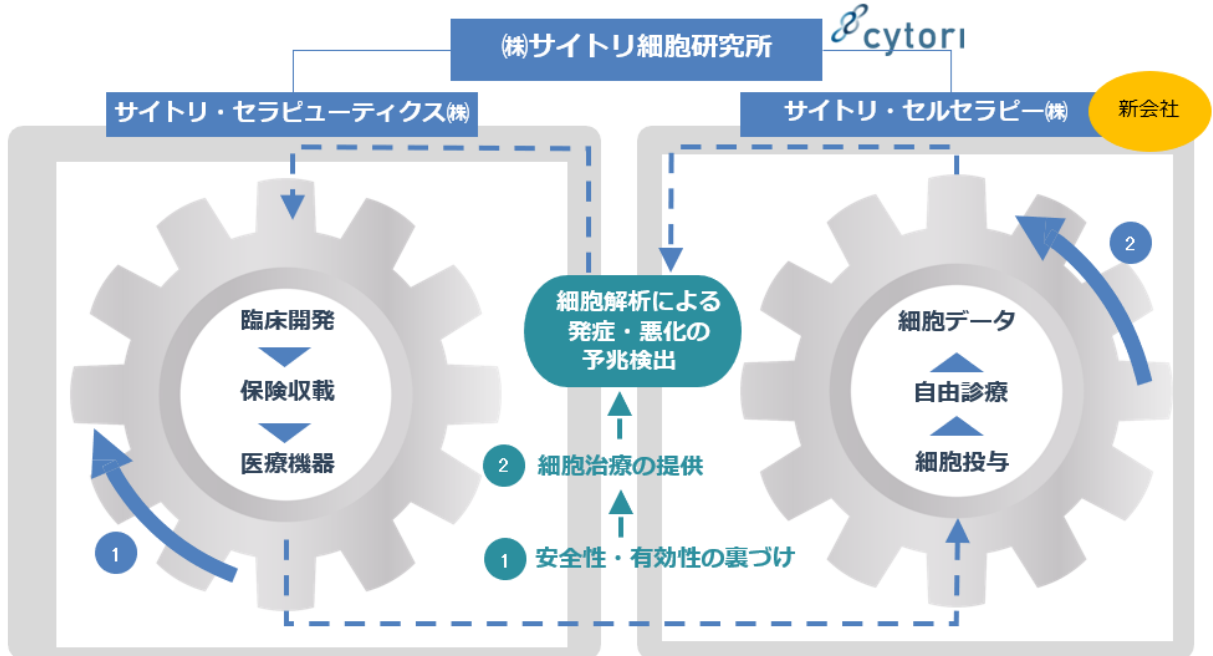 ㈱サイトリ細胞研究所
cytori
サイトリ・セラピューティクス㈱
サイトリ・セルセラピー㈱
新会社
臨床開発
保険収載
医療機器
1
細胞解析による
発症・悪化の
予兆検出
2 細胞治療の提供
1 安全性・有効性の裏づけ
2
細胞データ
自由診療
細胞投与